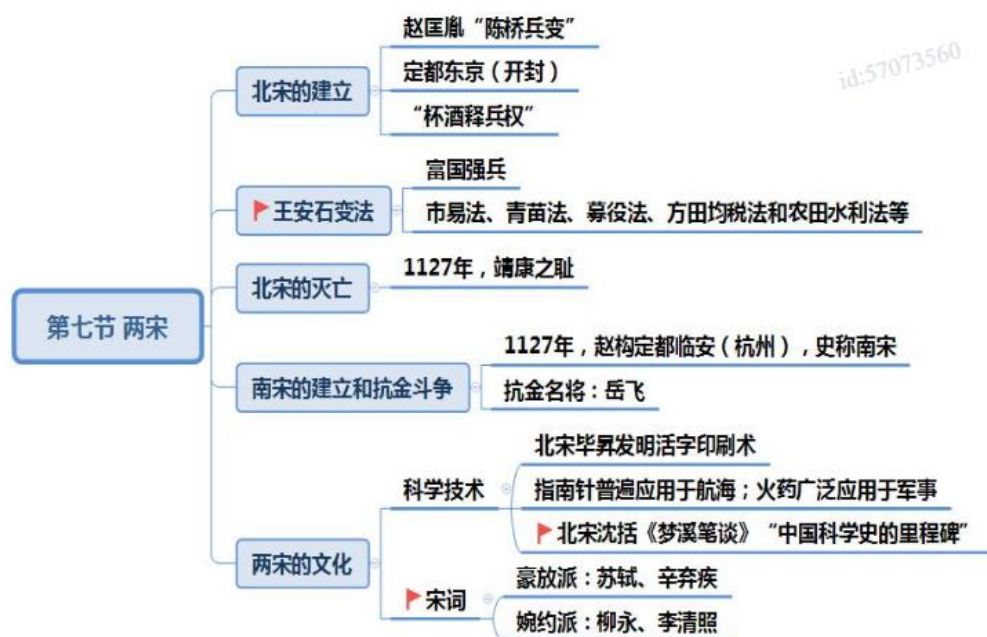 赵匡胤“陈桥兵变”
id:57073560
定都东京（开封）
北宋的建立
“杯酒释兵权”
富国强兵
王安石变法
市易法、青苗法、募役法、方田均税法和农田水利法等
北宋的灭亡
1127年，靖康之耻
第七节 两宋
1127年，赵构定都临安（杭州），史称南宋
南宋的建立和抗金斗争
抗金名将：岳飞
北宋毕昇发明活字印刷术
科学技术
指南针普遍应用于航海；火药广泛应用于军事
北宋沈括《梦溪笔谈》“中国科学史的里程碑”
两宋的文化
豪放派：苏轼、辛弃疾
宋词
婉约派：柳永、李清照